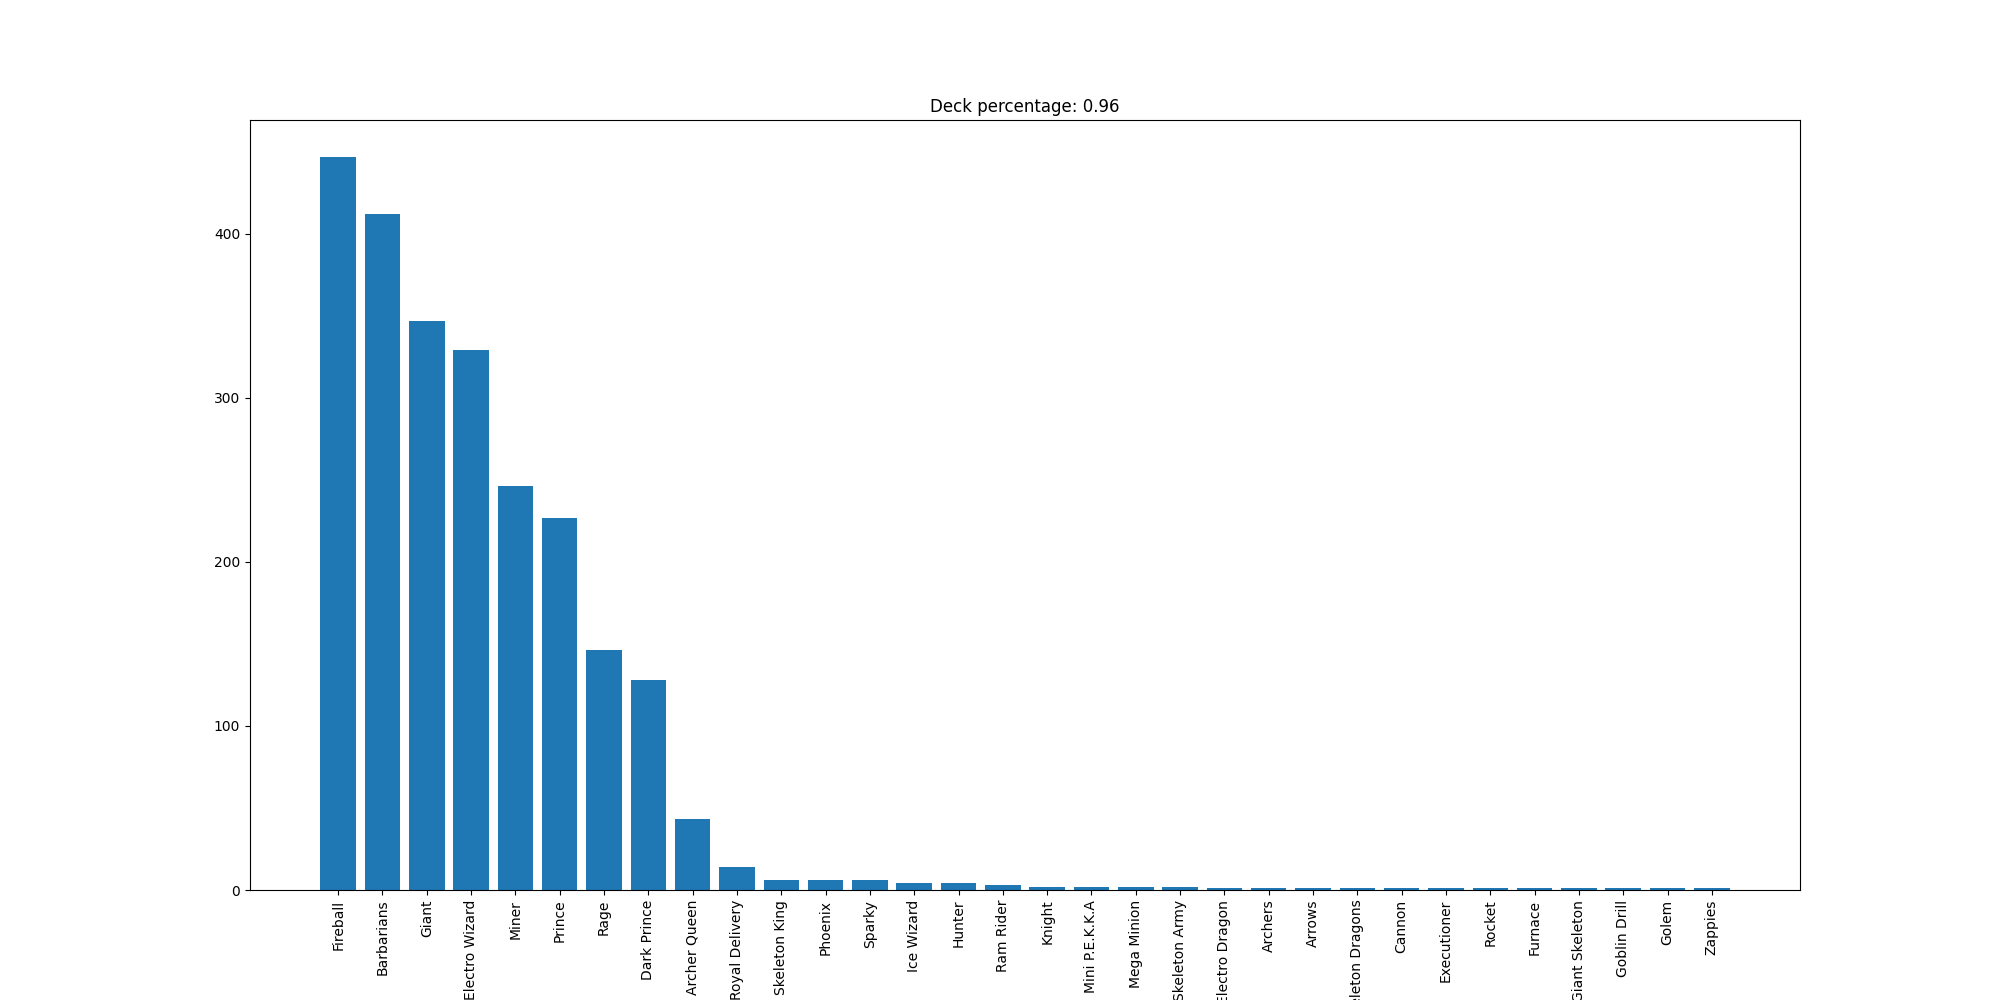 Deck percentage: 0.96
400
300
200
100
0
Fireball
Barbarians
Giant
Electro Wizard
Miner
Prince
Rage
Dark Prince
Archer Queen
Royal Delivery
Skeleton King
Phoenix
Sparky
Ice Wizard
Hunter
Ram Rider
Knight
Mini P.E.K.K.A
Mega Minion
Skeleton Army
Electro Dragon
Archers
Arrows
eleton Dragons
Cannon
Executioner
Rocket
Furnace
Giant Skeleton
Goblin Drill
Golem
Zappies